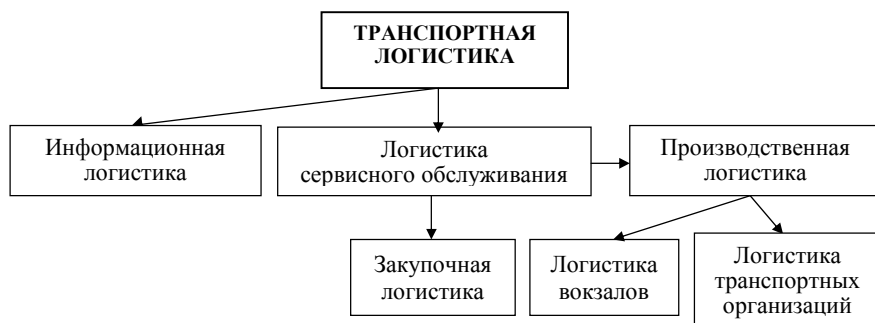 ТРАНСПОРТНАЯ
ЛОГИСТИКА
Информационная
логистика
Логистика
сервисного обслуживания
Производственная
логистика
Закупочная
логистика
Логистика
вокзалов
Логистика
транспортных
организаций